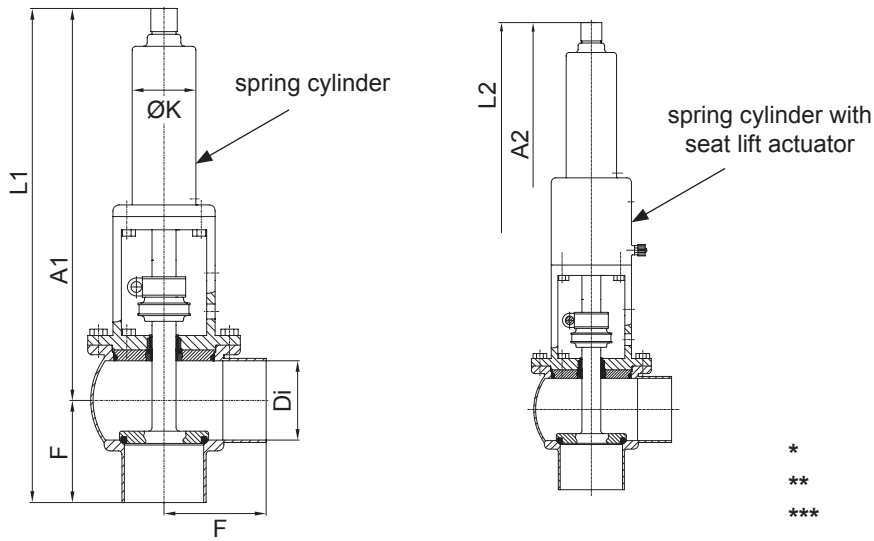 L1
A1
F
ØK
spring cylinder
Di
F
L2
A2
spring cylinder with
seat lift actuator
*
**
***